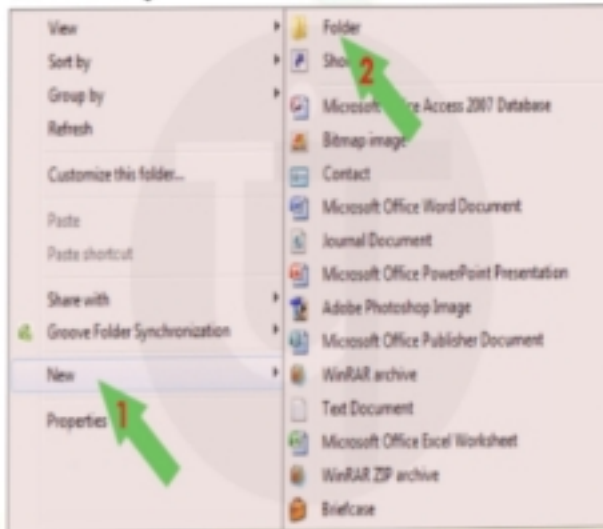 View
Sort by
Group by
Refresh
Customize this folder...
Paste
Paste shortcut
Share with
Groove Folder Synchronization
New
Properties
1
Folder
2
Microsoft Office Access 2007 Database
Bitmap image
Contact
Microsoft Office Word Document
Journal Document
Microsoft Office PowerPoint Presentation
Adobe Photoshop Image
Microsoft Office Publisher Document
WinRAR archive
Text Document
Microsoft Office Excel Worksheet
WinRAR ZIP archive
Briefcase